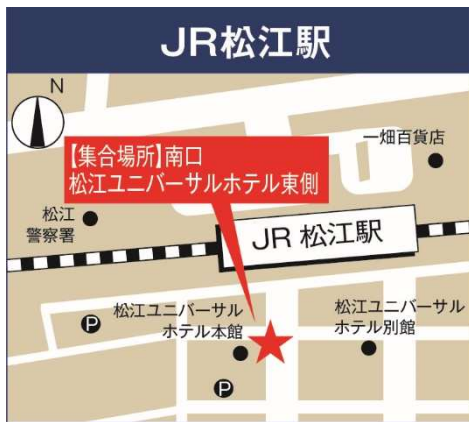 JR松江駅
N
一畑百貨店
【集合場所】南口
松江ユニバーサルホテル東側
松江
警察署
JR 松江駅
松江ユニバーサル
ホテル本館
松江ユニバーサル
ホテル別館
P
P